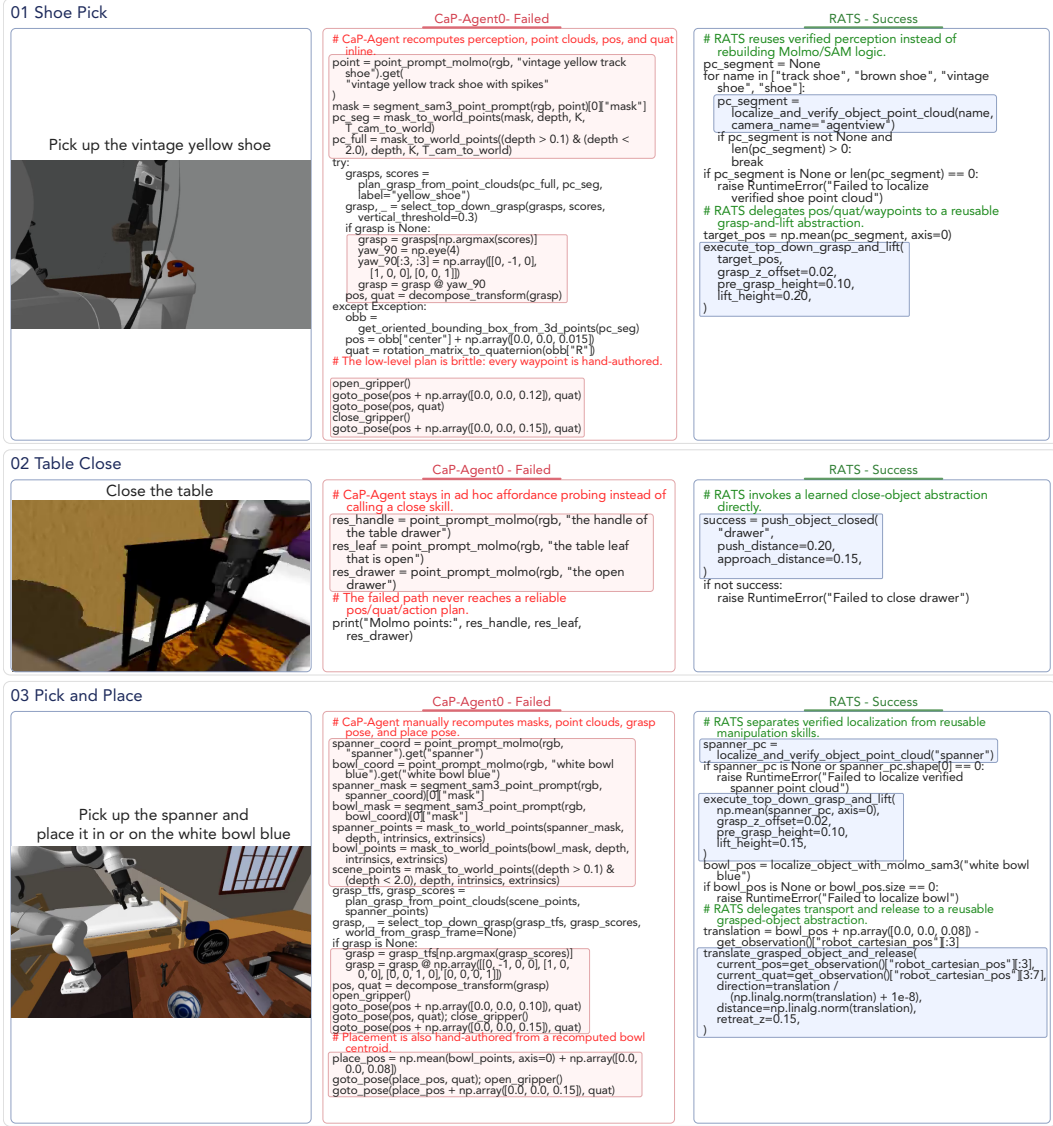 01 Shoe Pick
Pick up the vintage yellow shoe
CaP-Agent0- Failed
# CaP-Agent recomputes perception, point clouds, pos, and quat
inline.
point = point_prompt_molmo(rgb, "vintage yellow track
shoe").get(
"vintage yellow track shoe with spikes"
)
mask = segment_sam3_point_prompt(rgb, point)[0]["mask"]
pc_seg = mask_to_world_points(mask, depth, K,
T_cam_to_world)
pc_full = mask_to_world_points((depth > 0.1) & (depth <
2.0), depth, K, T_cam_to_world)
try:
grasps, scores =
plan_grasp_from_point_clouds(pc_full, pc_seg,
label="yellow_shoe")
grasp, _ = select_top_down_grasp(grasps, scores,
vertical_threshold=0.3)
if grasp is None:
grasp = grasps[np.argmax(scores)]
yaw_90 = np.eye(4)
yaw_90[:3, :3] = np.array([[0, -1, 0],
[1, 0, 0], [0, 0, 1]])
grasp = grasp @ yaw_90
pos, quat = decompose_transform(grasp)
except Exception:
obb =
get_oriented_bounding_box_from_3d_points(pc_seg)
pos = obb["center"] + np.array([0.0, 0.0, 0.015])
quat = rotation_matrix_to_quaternion(obb["R"])
# The low-level plan is brittle: every waypoint is hand-authored.
open_gripper()
goto_pose(pos + np.array([0.0, 0.0, 0.12]), quat)
goto_pose(pos, quat)
close_gripper()
goto_pose(pos + np.array([0.0, 0.0, 0.15]), quat)
RATS - Success
# RATS reuses verified perception instead of
rebuilding Molmo/SAM logic.
pc_segment = None
for name in ["track shoe", "brown shoe", "vintage
shoe", "shoe"]:
pc_segment =
localize_and_verify_object_point_cloud(name,
camera_name="agentview")
if pc_segment is not None and
len(pc_segment) > 0:
break
if pc_segment is None or len(pc_segment) == 0:
raise RuntimeError("Failed to localize
verified shoe point cloud")
# RATS delegates pos/quat/waypoints to a reusable
grasp-and-lift abstraction.
target_pos = np.mean(pc_segment, axis=0)
execute_top_down_grasp_and_lift(
target_pos,
grasp_z_offset=0.02,
pre_grasp_height=0.10,
lift_height=0.20,
)
02 Table Close
Close the table
CaP-Agent0 - Failed
# CaP-Agent stays in ad hoc affordance probing instead of
calling a close skill.
res_handle = point_prompt_molmo(rgb, "the handle of
the table drawer")
res_leaf = point_prompt_molmo(rgb, "the table leaf
that is open")
res_drawer = point_prompt_molmo(rgb, "the open
drawer")
# The failed path never reaches a reliable
pos/quat/action plan.
print("Molmo points:", res_handle, res_leaf,
res_drawer)
RATS - Success
# RATS invokes a learned close-object abstraction
directly.
success = push_object_closed(
"drawer",
push_distance=0.20,
approach_distance=0.15,
)
if not success:
raise RuntimeError("Failed to close drawer")
03 Pick and Place
Pick up the spanner and
place it in or on the white bowl blue
CaP-Agent0 - Failed
# CaP-Agent manually recomputes masks, point clouds, grasp
pose, and place pose.
spanner_coord = point_prompt_molmo(rgb,
"spanner").get("spanner")
bowl_coord = point_prompt_molmo(rgb, "white bowl
blue").get("white bowl blue")
spanner_mask = segment_sam3_point_prompt(rgb,
spanner_coord)[0]["mask"]
bowl_mask = segment_sam3_point_prompt(rgb,
bowl_coord)[0]["mask"]
spanner_points = mask_to_world_points(spanner_mask,
depth, intrinsics, extrinsics)
bowl_points = mask_to_world_points(bowl_mask, depth,
intrinsics, extrinsics)
scene_points = mask_to_world_points((depth > 0.1) &
(depth < 2.0), depth, intrinsics, extrinsics)
grasp_tfs, grasp_scores =
plan_grasp_from_point_clouds(scene_points,
spanner_points)
grasp, _ = select_top_down_grasp(grasp_tfs, grasp_scores,
world_from_grasp_frame=None)
if grasp is None:
grasp = grasp_tfs[np.argmax(grasp_scores)]
grasp = grasp @ np.array([[0, -1, 0, 0], [1, 0,
0, 0], [0, 0, 1, 0], [0, 0, 0, 1]])
pos, quat = decompose_transform(grasp)
open_gripper()
goto_pose(pos + np.array([0.0, 0.0, 0.10]), quat)
goto_pose(pos, quat); close_gripper()
goto_pose(pos + np.array([0.0, 0.0, 0.15]), quat)
# Placement is also hand-authored from a recomputed bowl
centroid.
place_pos = np.mean(bowl_points, axis=0) + np.array([0.0,
0.0, 0.08])
goto_pose(place_pos, quat); open_gripper()
goto_pose(place_pos + np.array([0.0, 0.0, 0.15]), quat)
RATS - Success
# RATS separates verified localization from reusable
manipulation skills.
spanner_pc =
localize_and_verify_object_point_cloud("spanner")
if spanner_pc is None or spanner_pc.shape[0] == 0:
raise RuntimeError("Failed to localize verified
spanner point cloud")
execute_top_down_grasp_and_lift(
np.mean(spanner_pc, axis=0),
grasp_z_offset=0.02,
pre_grasp_height=0.10,
lift_height=0.15,
)
bowl_pos = localize_object_with_molmo_sam3("white bowl
blue")
if bowl_pos is None or bowl_pos.size == 0:
raise RuntimeError("Failed to localize bowl")
# RATS delegates transport and release to a reusable
grasped-object abstraction.
translation = bowl_pos + np.array([0.0, 0.0, 0.08]) -
get_observation()["robot_cartesian_pos"][:3]
translate_grasped_object_and_release(
current_pos=get_observation()["robot_cartesian_pos"][:3],
current_quat=get_observation()["robot_cartesian_pos"][3:7],
direction=translation /
(np.linalg.norm(translation) + 1e-8),
distance=np.linalg.norm(translation),
retreat_z=0.15,
)